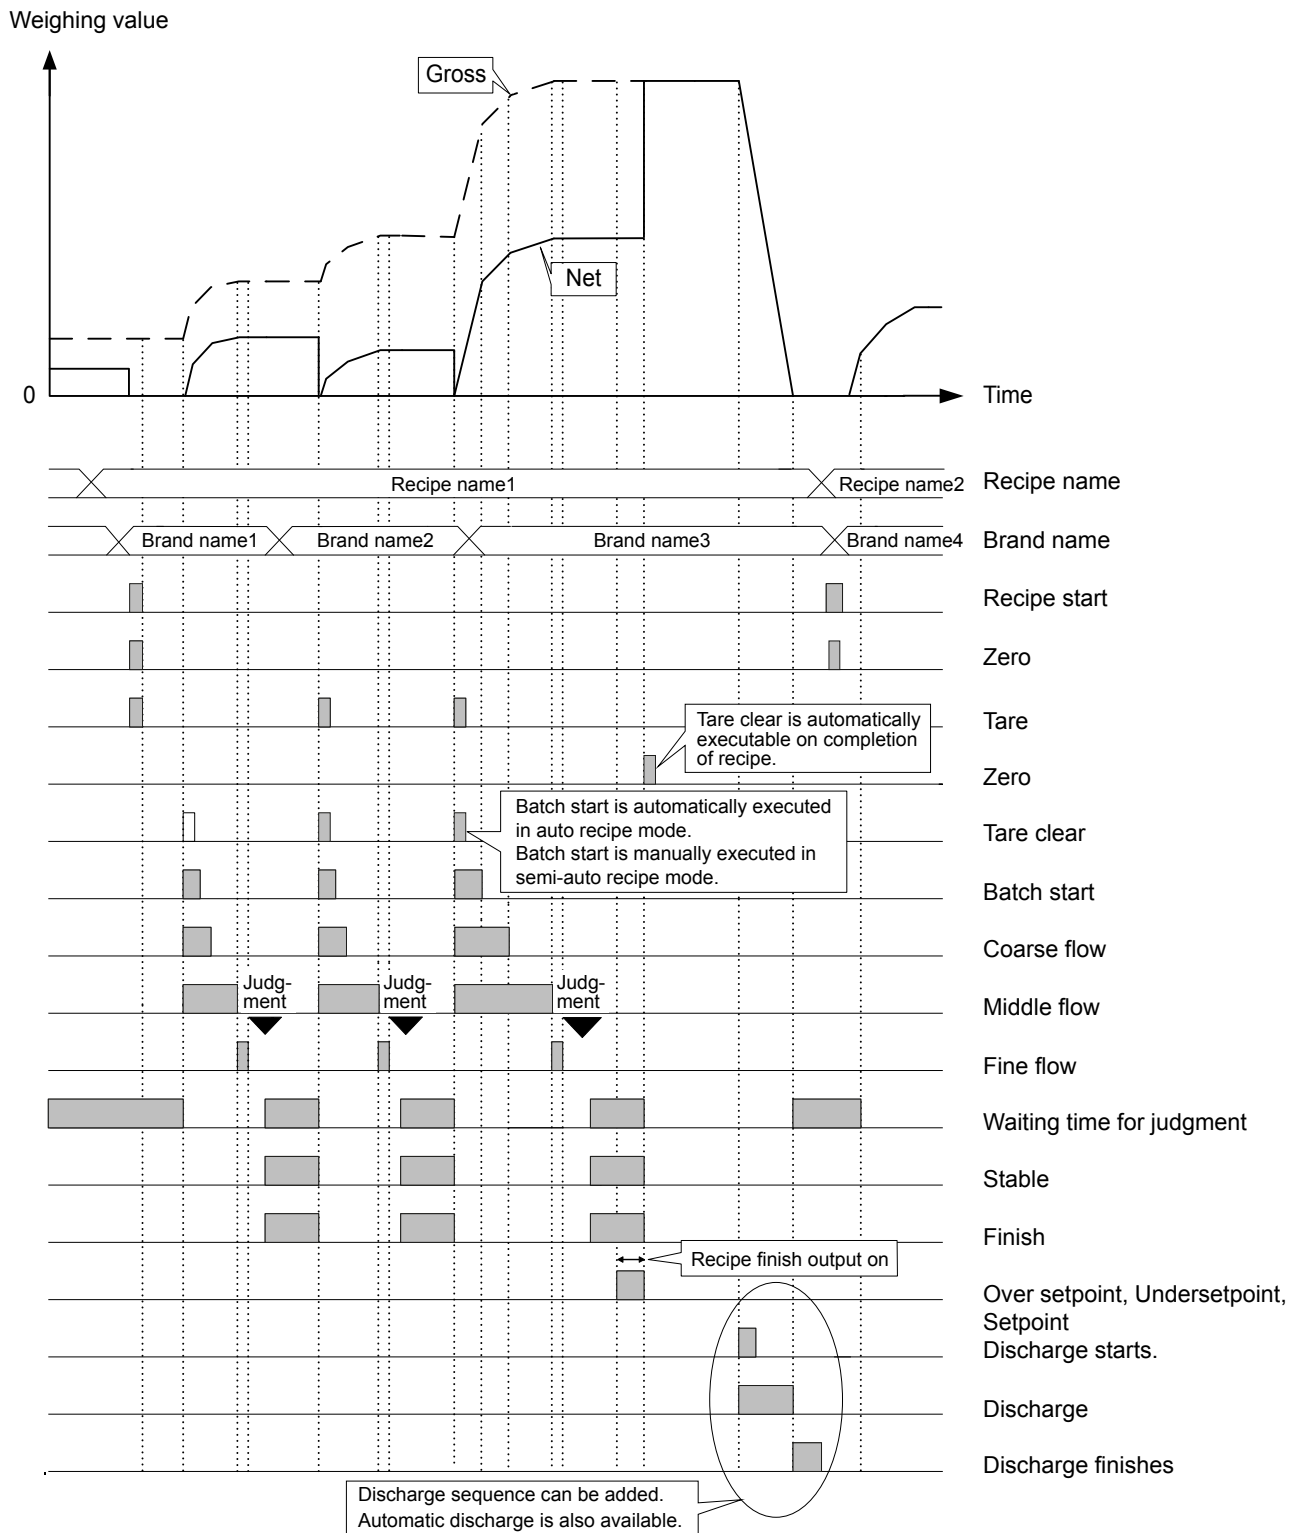 Weighing value
Gross
Net
0
Time
Recipe name1
Recipe name2
Recipe name
Brand name1
Brand name2
Brand name3
Brand name4
Brand name
Recipe start
Zero
Tare
Tare clear is automatically
executable on completion
of recipe.
Zero
Batch start is automatically executed
in auto recipe mode.
Batch start is manually executed in
semi-auto recipe mode.
Tare clear
Batch start
Coarse flow
Judg-
ment
Judg-
ment
Judg-
ment
Middle flow
Fine flow
Waiting time for judgment
Stable
Finish
Recipe finish output on
Over setpoint, Undersetpoint,
Setpoint
Discharge starts.
Discharge
Discharge finishes
Discharge sequence can be added.
Automatic discharge is also available.